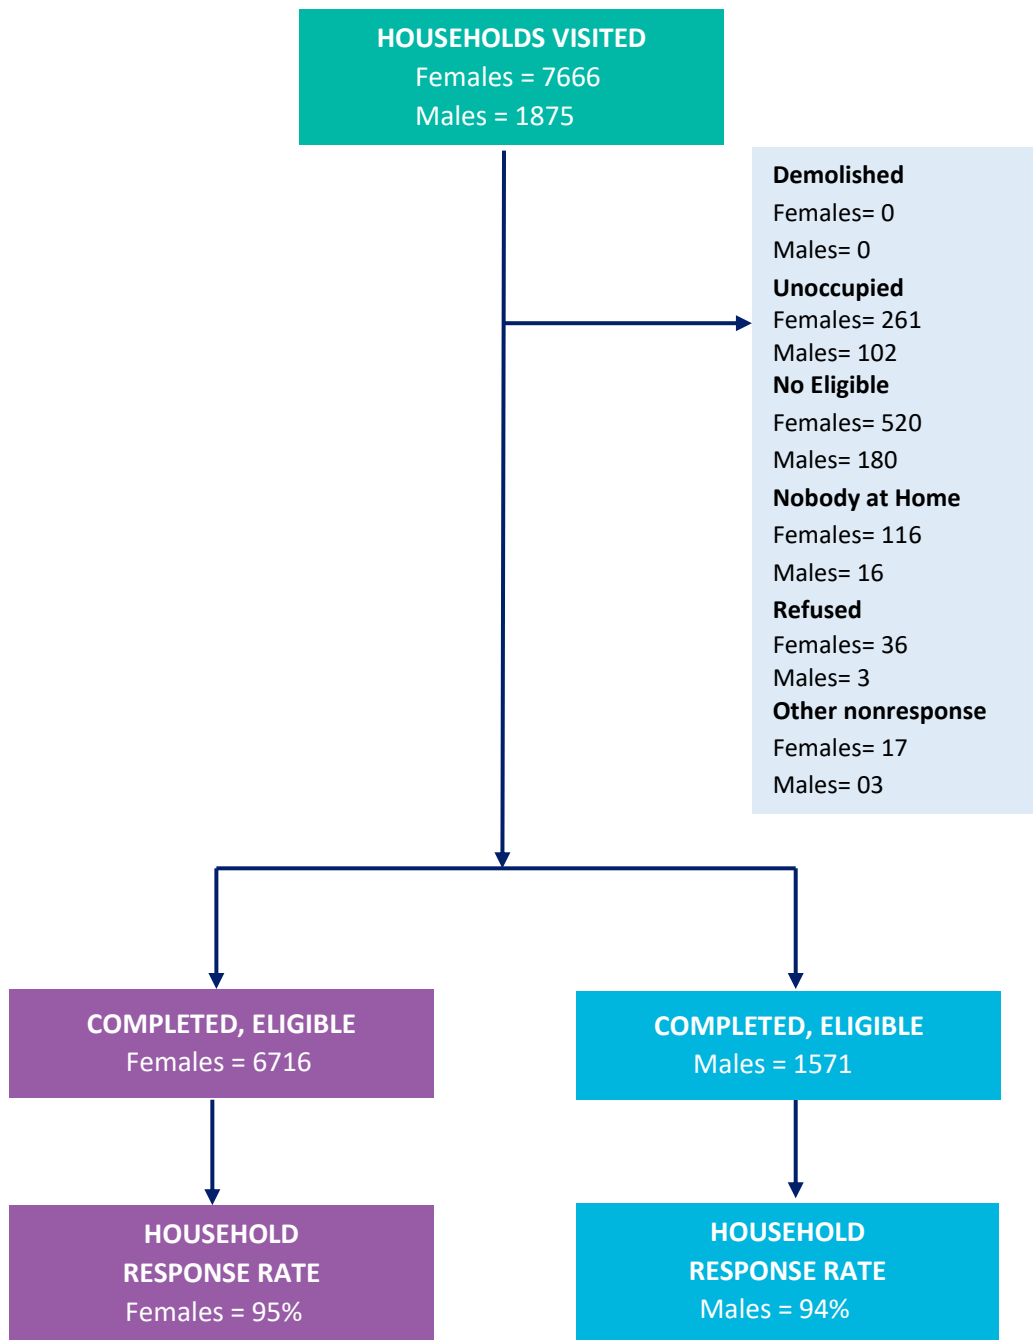 HOUSEHOLDS VISITED
Females = 7666
Males = 1875
Demolished
Females= 0
Males= 0
Unoccupied
Females= 261
Males= 102
No Eligible
Females= 520
Males= 180
Nobody at Home
Females= 116
Males= 16
Refused
Females= 36
Males= 3
Other nonresponse
Females= 17
Males= 03
COMPLETED, ELIGIBLE
Females = 6716
COMPLETED, ELIGIBLE
Males = 1571
HOUSEHOLD
RESPONSE RATE
Females = 95%
HOUSEHOLD
RESPONSE RATE
Males = 94%